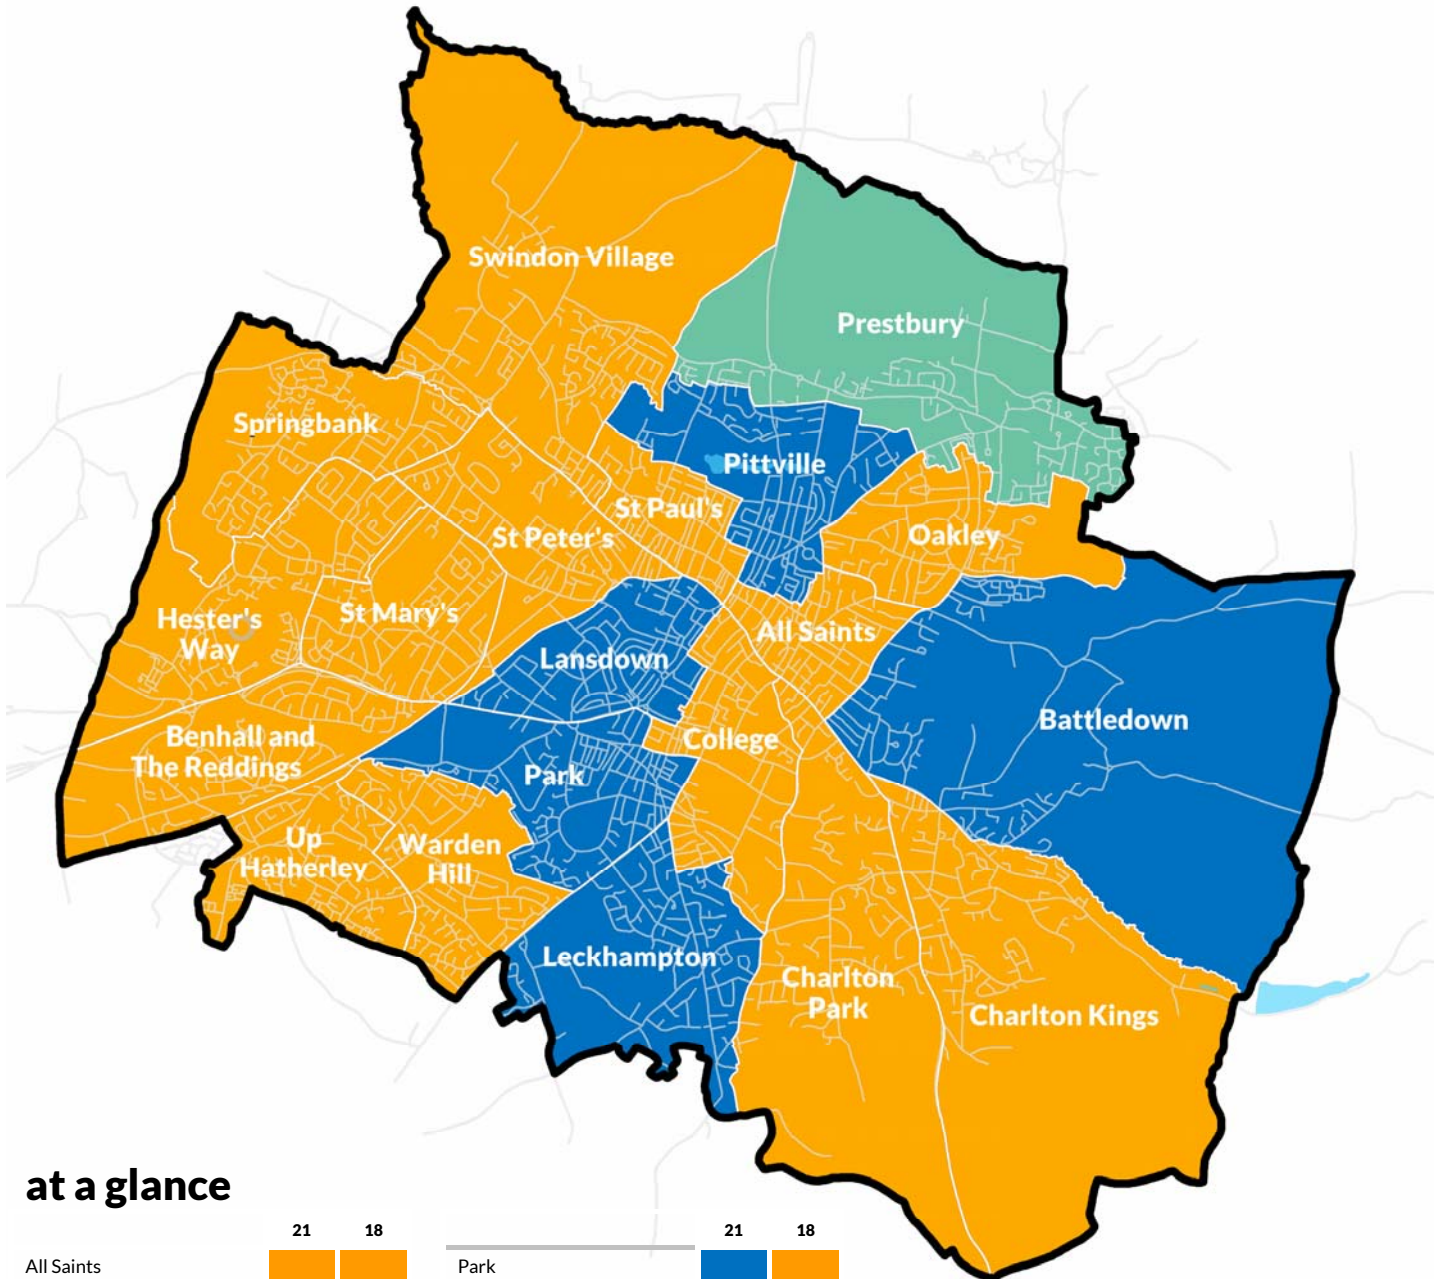 Swindon Village
Prestbury
Springbank
Pittville
St Paul's
St Peter's
Oakley
Hester's
Way
St Mary's
All Saints
Lansdown
Battledown
Benhall and
The Reddings
College
Park
Up
Hatherley
Warden
Hill
Leckhampton
Charlton
Park
Charlton Kings
at a glance
21 18 21 18
All Saints Park